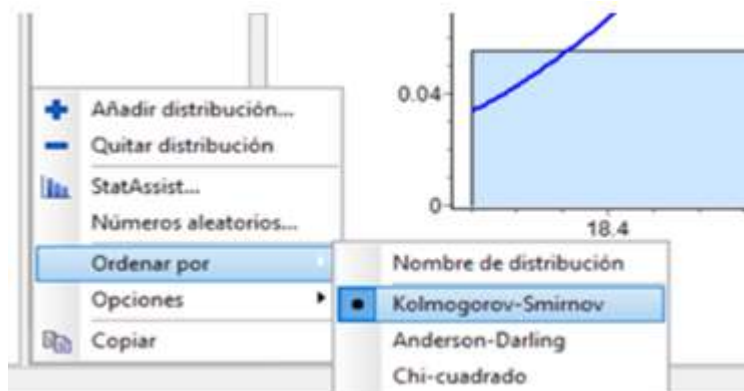 0.04
0
18.4
Añadir distribución...
Quitar distribución
StatAssist...
Números aleatorios...
Ordenar por
Opciones
Copiar
Nombre de distribución
Kolmogorov-Smirnov
Anderson-Darling
Chi-cuadrado